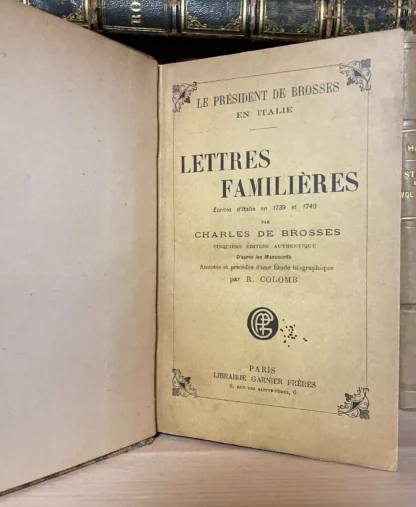 LE PRÉSIDENT DE BROSSES
EN ITALIE
LETTRES
FAMILIÈRES
Écrites d'Italie en 1739 et 1740
PAR
CHARLES DE BROSSES
CINQUIÈME ÉDITION AUTHENTIQUE
D'après les Manuscrits
Annotée et précédée d'une Étude biographique
par R. COLOMB
PARIS
LIBRAIRIE GARNIER FRÈRES
6, RUE DES SAINTS-PÈRES, 6